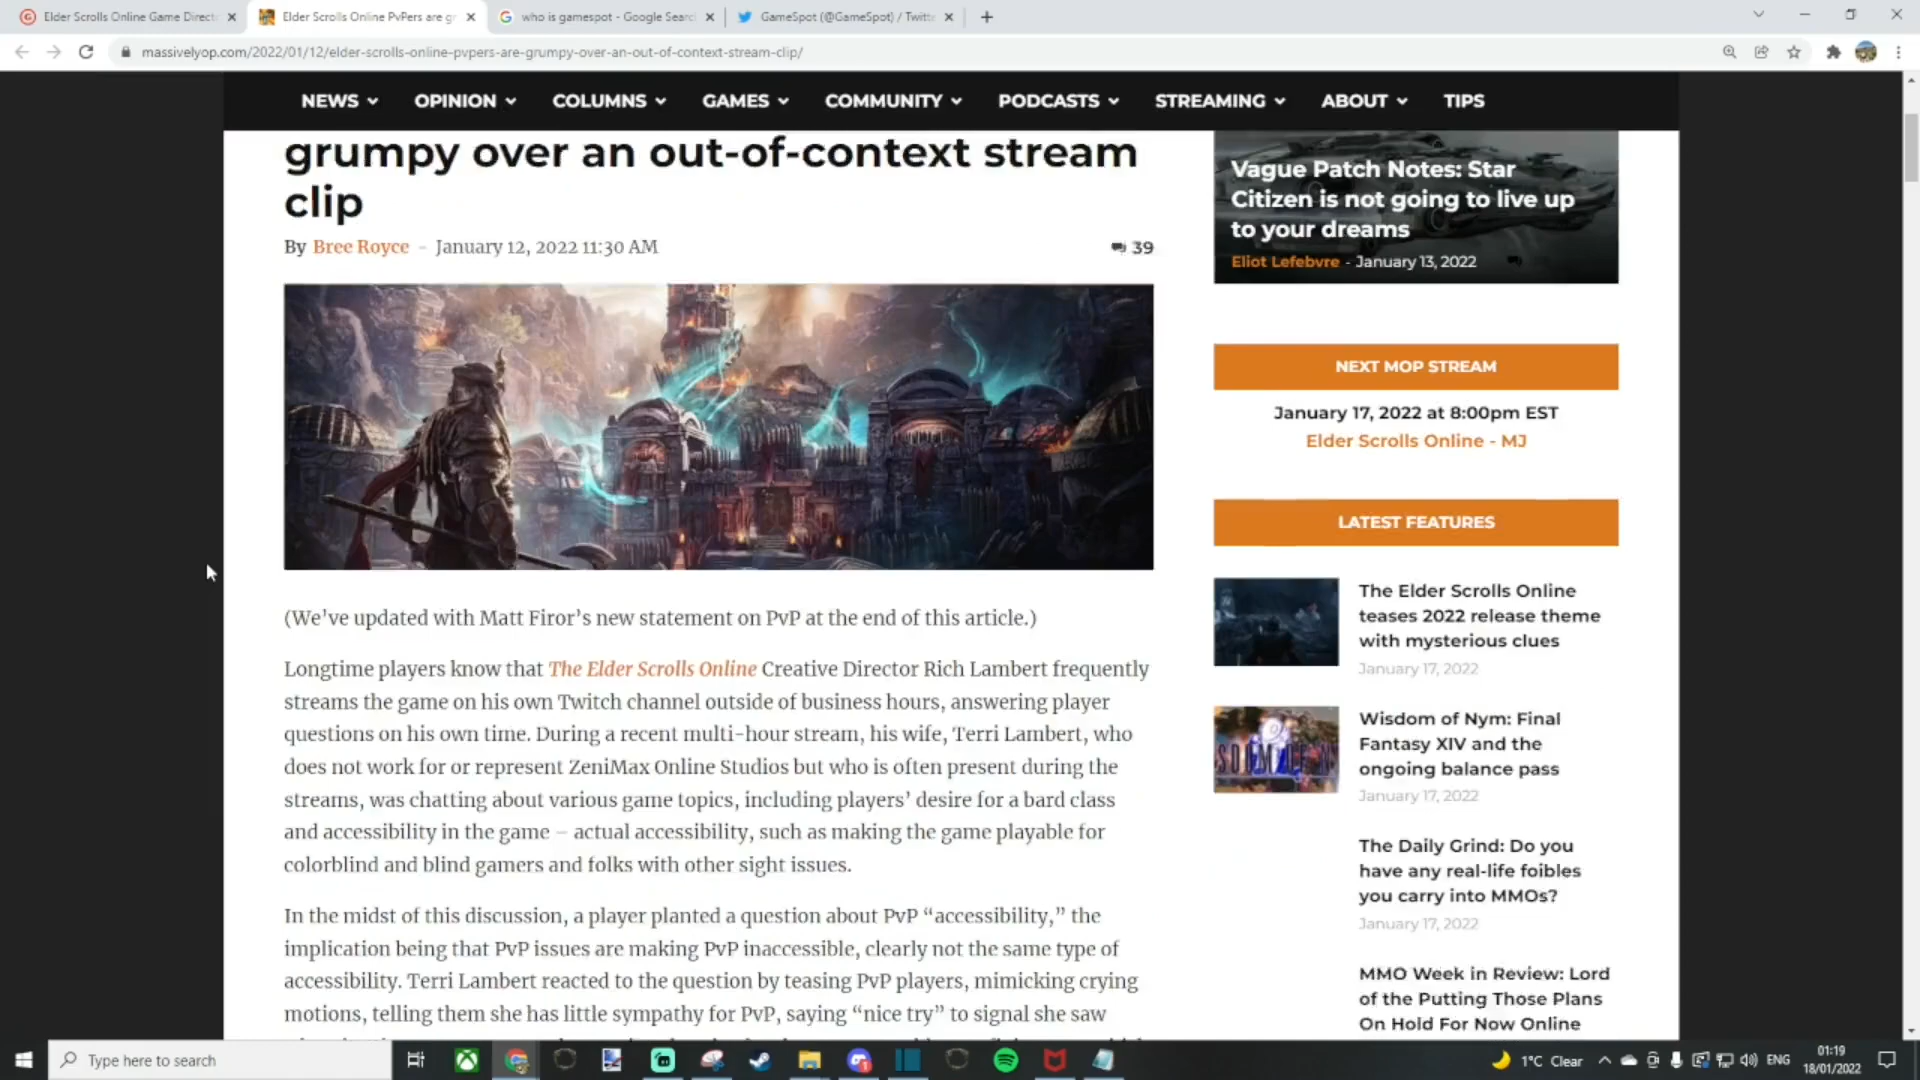 Elder Scrolls Online Game Direct
Elder Scrolls Online PvPers are gr
who is gamespot - Google Searc
GameSpot (@GameSpot) / Twitte
massivelyop.com/2022/01/12/elder-scrolls-online-pvpers-are-grumpy-over-an-out-of-context-stream-clip/
NEWS OPINION COLUMNS GAMES COMMUNITY PODCASTS STREAMING ABOUT TIPS
grumpy over an out-of-context stream
clip
By Bree Royce - January 12, 2022 11:30 AM
39
(We've updated with Matt Firor's new statement on PvP at the end of this article.)
Longtime players know that The Elder Scrolls Online Creative Director Rich Lambert frequently
streams the game on his own Twitch channel outside of business hours, answering player
questions on his own time. During a recent multi-hour stream, his wife, Terri Lambert, who
does not work for or represent ZeniMax Online Studios but who is often present during the
streams, was chatting about various game topics, including players' desire for a bard class
and accessibility in the game – actual accessibility, such as making the game playable for
colorblind and blind gamers and folks with other sight issues.
In the midst of this discussion, a player planted a question about PvP “accessibility,” the
implication being that PvP issues are making PvP inaccessible, clearly not the same type of
accessibility. Terri Lambert reacted to the question by teasing PvP players, mimicking crying
motions, telling them she has little sympathy for PvP, saying “nice try” to signal she saw
Vague Patch Notes: Star
Citizen is not going to live up
to your dreams
Eliot Lefebvre - January 13, 2022
NEXT MOP STREAM
January 17, 2022 at 8:00pm EST
Elder Scrolls Online - MJ
LATEST FEATURES
The Elder Scrolls Online
teases 2022 release theme
with mysterious clues
January 17, 2022
Wisdom of Nym: Final
Fantasy XIV and the
ongoing balance pass
January 17, 2022
The Daily Grind: Do you
have any real-life foibles
you carry into MMOs?
January 17, 2022
MMO Week in Review: Lord
of the Putting Those Plans
On Hold For Now Online
Type here to search
1°C Clear
ENG
01:19
18/01/2022